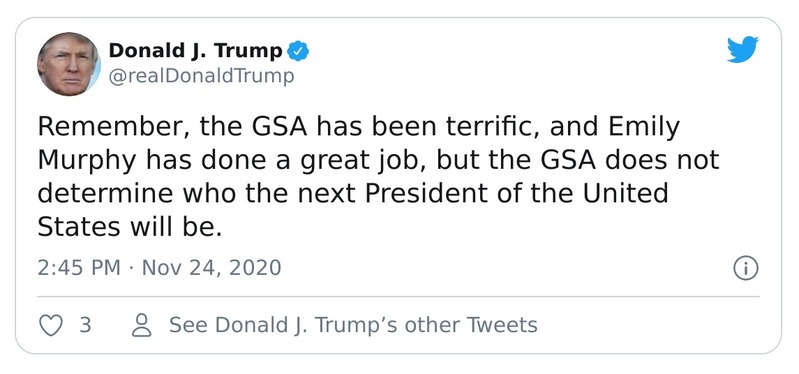 Donald J. Trump
@realDonaldTrump
Remember, the GSA has been terrific, and Emily
Murphy has done a great job, but the GSA does not
determine who the next President of the United
States will be.
2:45 PM · Nov 24, 2020
3
See Donald J. Trump’s other Tweets